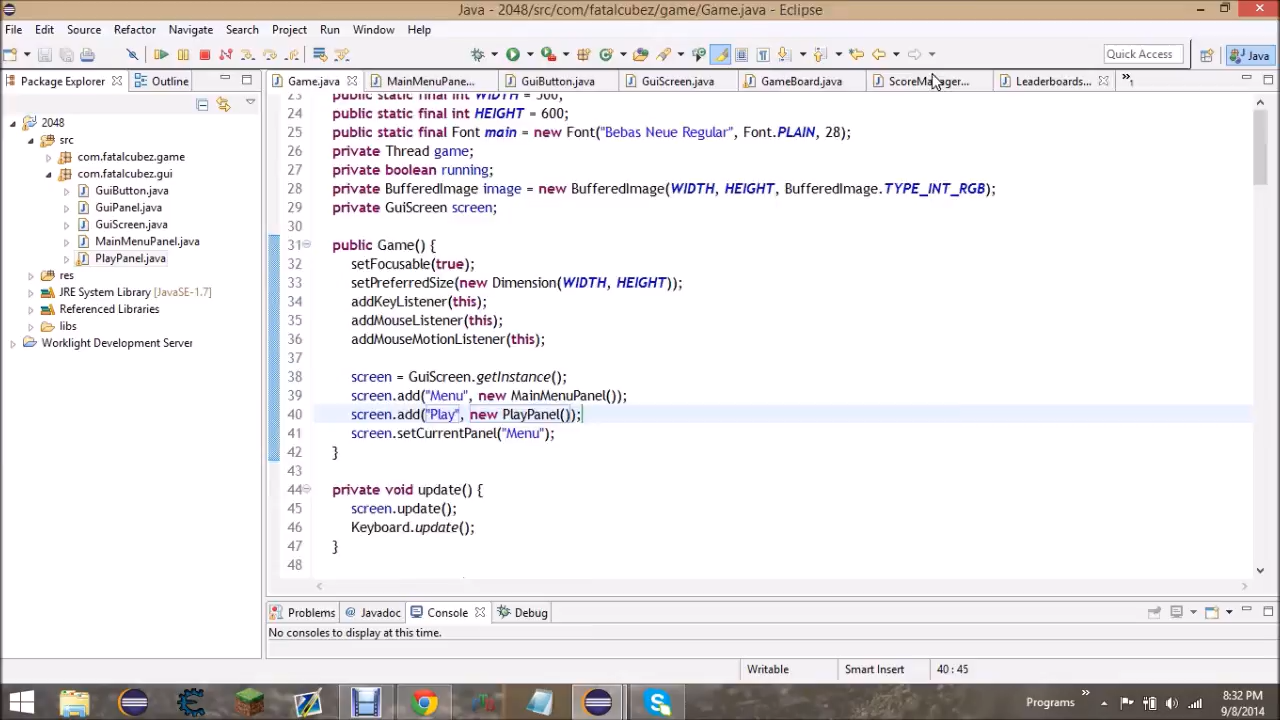 Java - 2048/src/com/fatalcubez/game/Game.java - Eclipse
File Edit Source Refactor Navigate Search Project Run Window Help
Quick Access
Java
Package Explorer
Outline
Game.java
MainMenuPane...
GuiButton.java
GuiScreen.java
GameBoard.java
ScoreManager...
Leaderboards...
»1
2048
src
com.fatalcubez.game
com.fatalcubez.gui
GuiButton.java
GuiPanel.java
GuiScreen.java
MainMenuPanel.java
PlayPanel.java
res
JRE System Library [JavaSE-1.7]
Referenced Libraries
libs
Worklight Development Server
23 public static final int WIDTH = 500;
24 public static final int HEIGHT = 600;
25 public static final Font main = new Font("Bebas Neue Regular", Font.PLAIN, 28);
26 private Thread game;
27 private boolean running;
28 private BufferedImage image = new BufferedImage(WIDTH, HEIGHT, BufferedImage.TYPE_INT_RGB);
29 private GuiScreen screen;
30
31 public Game() {
32 setFocusable(true);
33 setPreferredSize(new Dimension(WIDTH, HEIGHT));
34 addKeyListener(this);
35 addMouseListener(this);
36 addMouseMotionListener(this);
37
38 screen = GuiScreen.getInstance();
39 screen.add("Menu", new MainMenuPanel());
40 screen.add("Play", new PlayPanel());
41 screen.setCurrentPanel("Menu");
42 }
43
44 private void update() {
45 screen.update();
46 Keyboard.update();
47 }
48
Problems @ Javadoc Console Debug
No consoles to display at this time.
Writable
Smart Insert
40 : 45
Programs
8:32 PM
9/8/2014